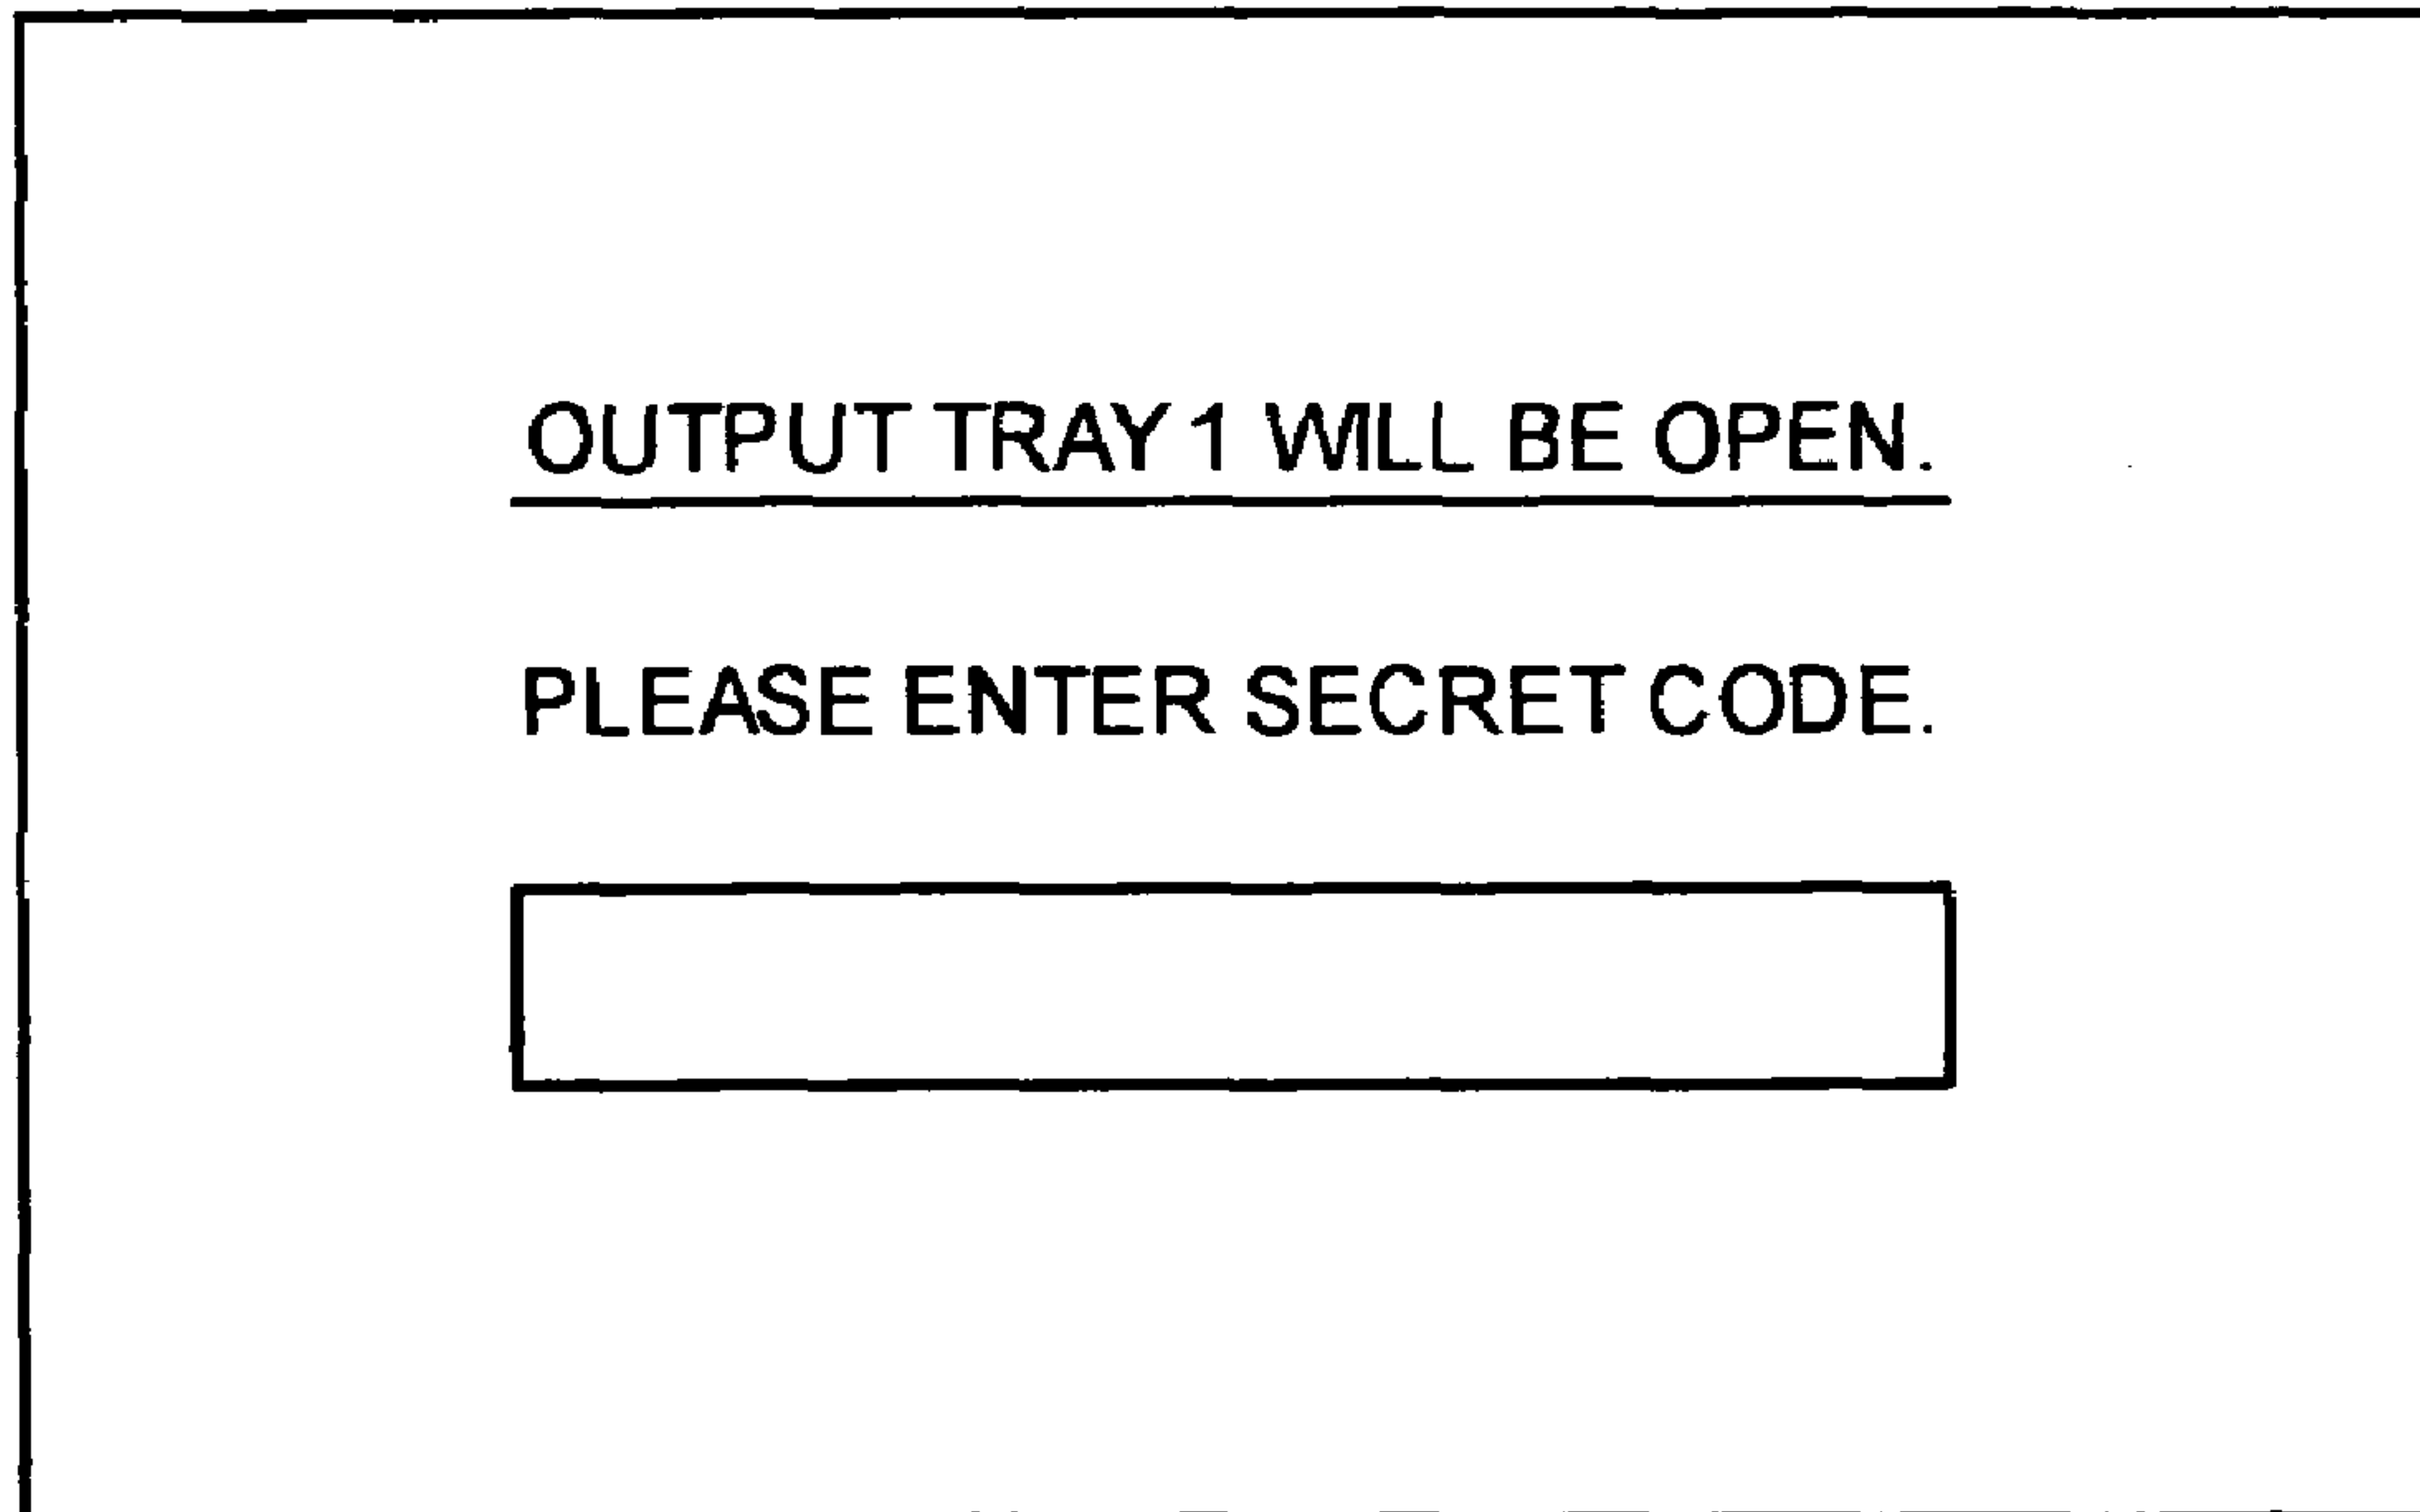 OUTPUT TRAY 1 WILL BE OPEN.
PLEASE ENTER SECRET CODE.